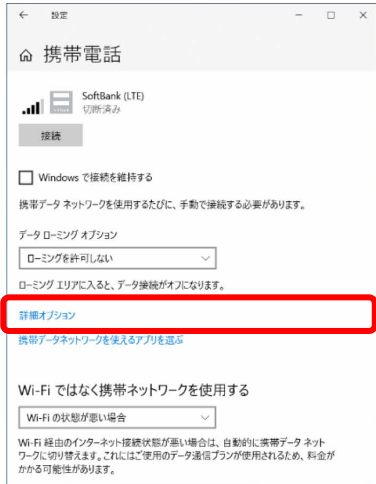 設定
携帯電話
SoftBank (LTE)
切断済み
接続
Windows で接続を維持する
携帯データ ネットワークを使用するたびに、手動で接続する必要があります。
データ ローミング オプション
ローミングを許可しない
ローミング エリアに入ると、データ接続がオフになります。
詳細オプション
携帯データネットワークを使えるアプリを選ぶ
Wi-Fi ではなく携帯ネットワークを使用する
Wi-Fi の状態が悪い場合
Wi-Fi 経由のインターネット接続状態が悪い場合は、自動的に携帯データ ネット
ワークに切り替えます。これにはご使用のデータ通信プランが使用されるため、料金が
かかる可能性があります。